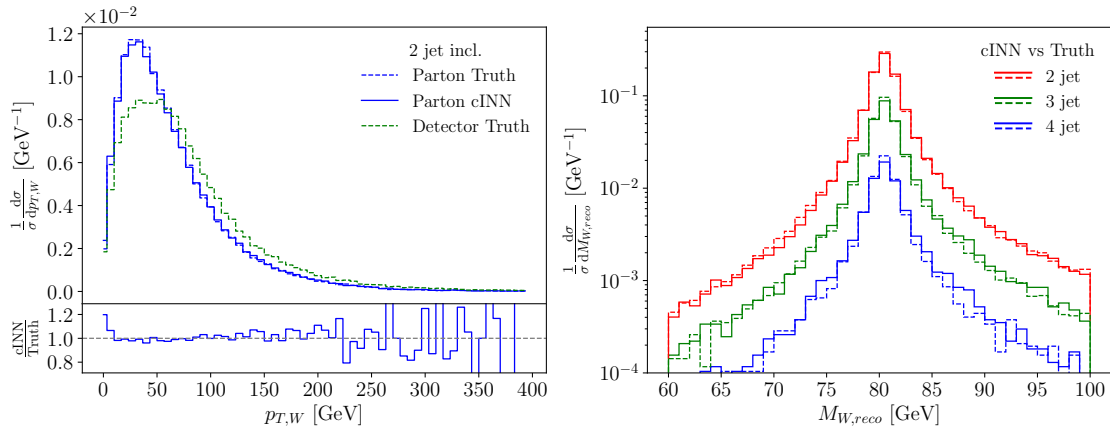 ×10⁻²
2 jet incl.
Parton Truth
Parton cINN
Detector Truth
1/σ dσ/dp_{T,W} [GeV⁻¹]
1.2
1.0
0.8
0.6
0.4
0.2
0.0
cINN/Truth
1.2
1.0
0.8
0 50 100 150 200 250 300 350 400
p_{T,W} [GeV]
cINN vs Truth
2 jet
3 jet
4 jet
1/σ dσ/dM_{W,reco} [GeV⁻¹]
10⁻¹
10⁻²
10⁻³
10⁻⁴
60 65 70 75 80 85 90 95 100
M_{W,reco} [GeV]